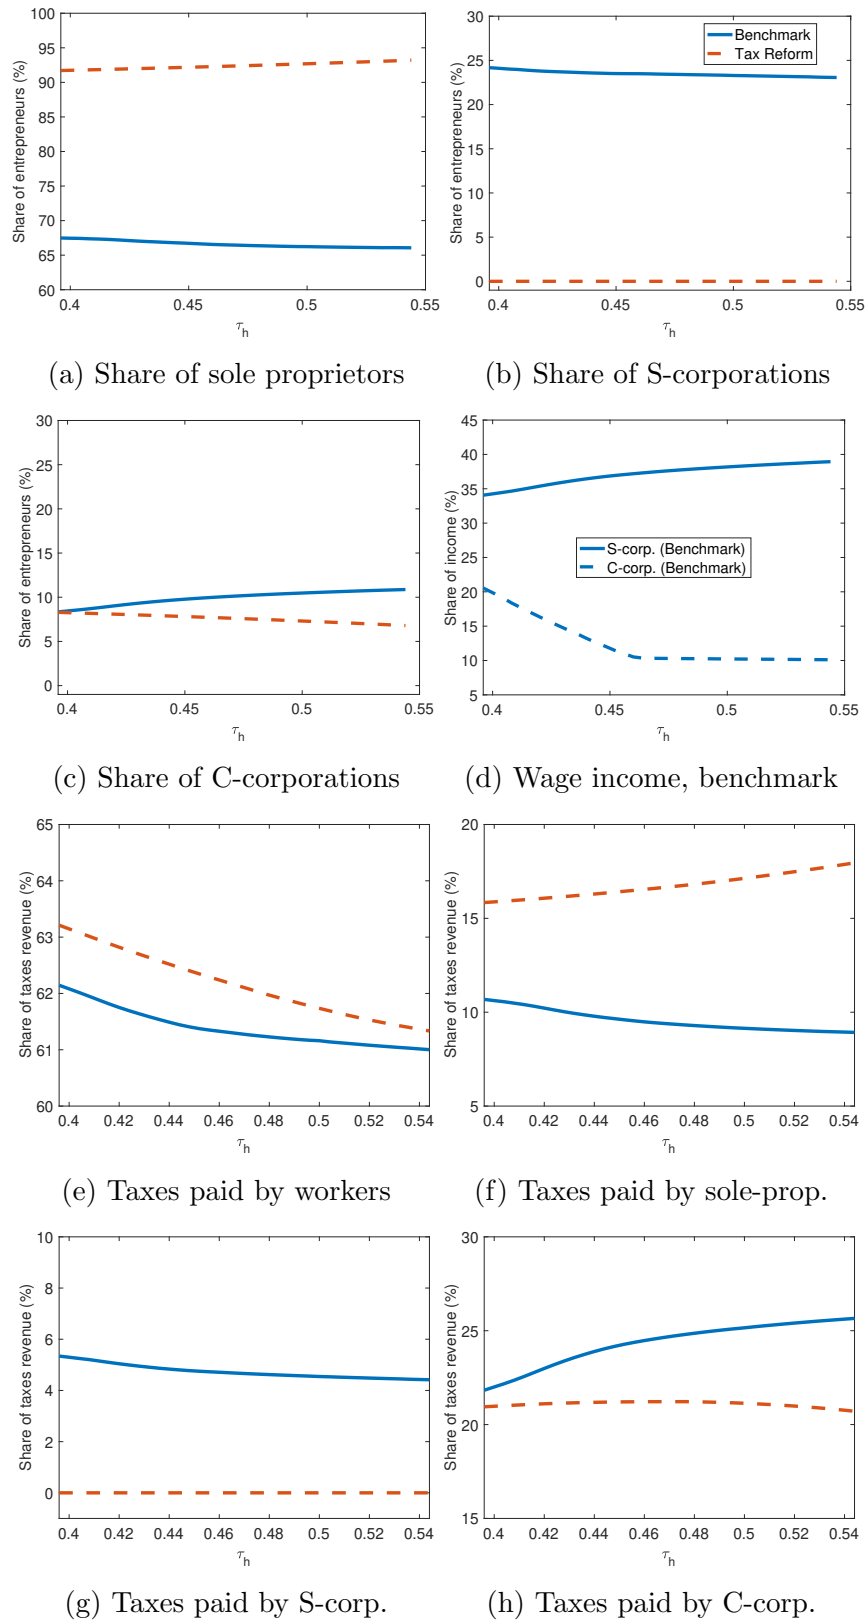 100
95
90
85
80
75
70
65
60
Share of entrepreneurs (%)
0.4 0.45 0.5 0.55
τh
(a) Share of sole proprietors
30
25
20
15
10
5
0
Share of entrepreneurs (%)
Benchmark
Tax Reform
0.4 0.45 0.5 0.55
τh
(b) Share of S-corporations
30
25
20
15
10
5
0
Share of entrepreneurs (%)
0.4 0.45 0.5 0.55
τh
(c) Share of C-corporations
45
40
35
30
25
20
15
10
5
Share of income (%)
S-corp. (Benchmark)
C-corp. (Benchmark)
0.4 0.45 0.5 0.55
τh
(d) Wage income, benchmark
65
64
63
62
61
60
Share of taxes revenue (%)
0.4 0.42 0.44 0.46 0.48 0.5 0.52 0.54
τh
(e) Taxes paid by workers
20
15
10
5
Share of taxes revenue (%)
0.4 0.42 0.44 0.46 0.48 0.5 0.52 0.54
τh
(f) Taxes paid by sole-prop.
10
8
6
4
2
0
Share of taxes revenue (%)
0.4 0.42 0.44 0.46 0.48 0.5 0.52 0.54
τh
(g) Taxes paid by S-corp.
30
25
20
15
Share of taxes revenue (%)
0.4 0.42 0.44 0.46 0.48 0.5 0.52 0.54
τh
(h) Taxes paid by C-corp.